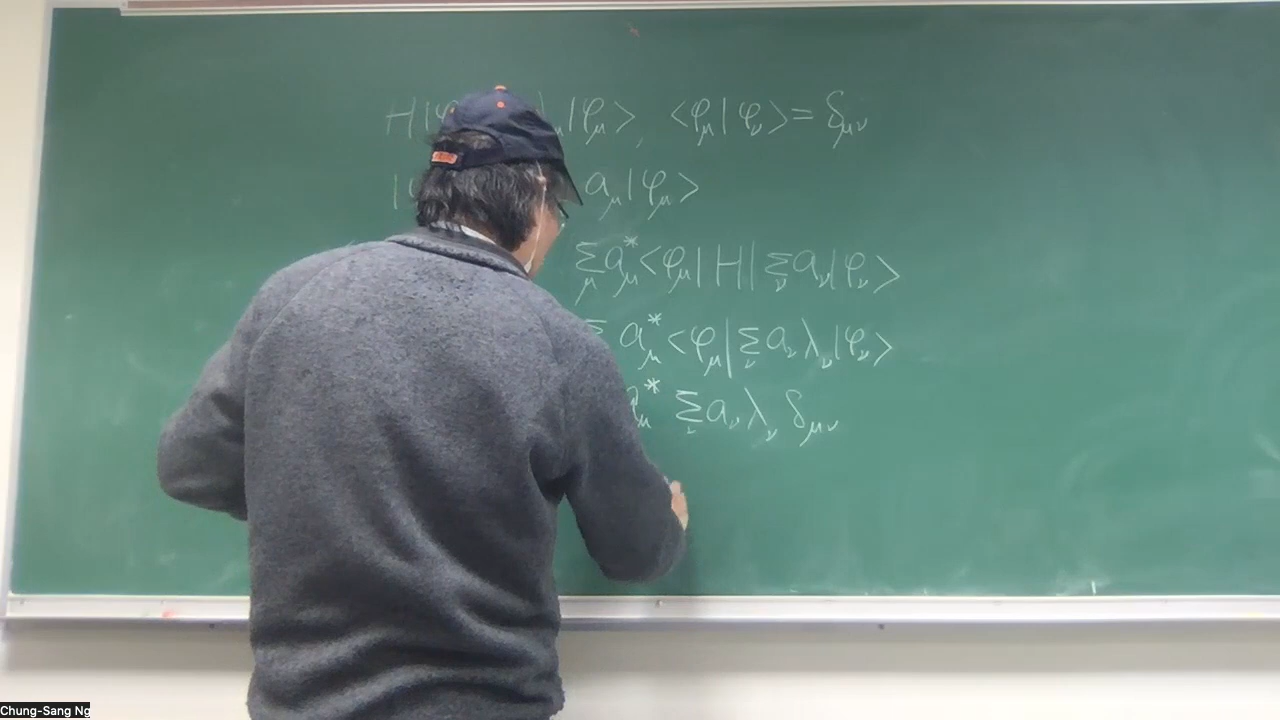 H|φ λ_μ|φ_μ>, <φ_μ|φ_ν> = δ_μν
|φ a_μ|φ_μ>
Σ_μ a_μ^*<φ_μ|H|Σ_ν a_ν|φ_ν>
Σ a_μ^*<φ_μ|Σ_ν a_ν λ_ν|φ_ν>
a_μ^* Σ_ν a_ν λ_ν δ_μν
Chung-Sang Ng